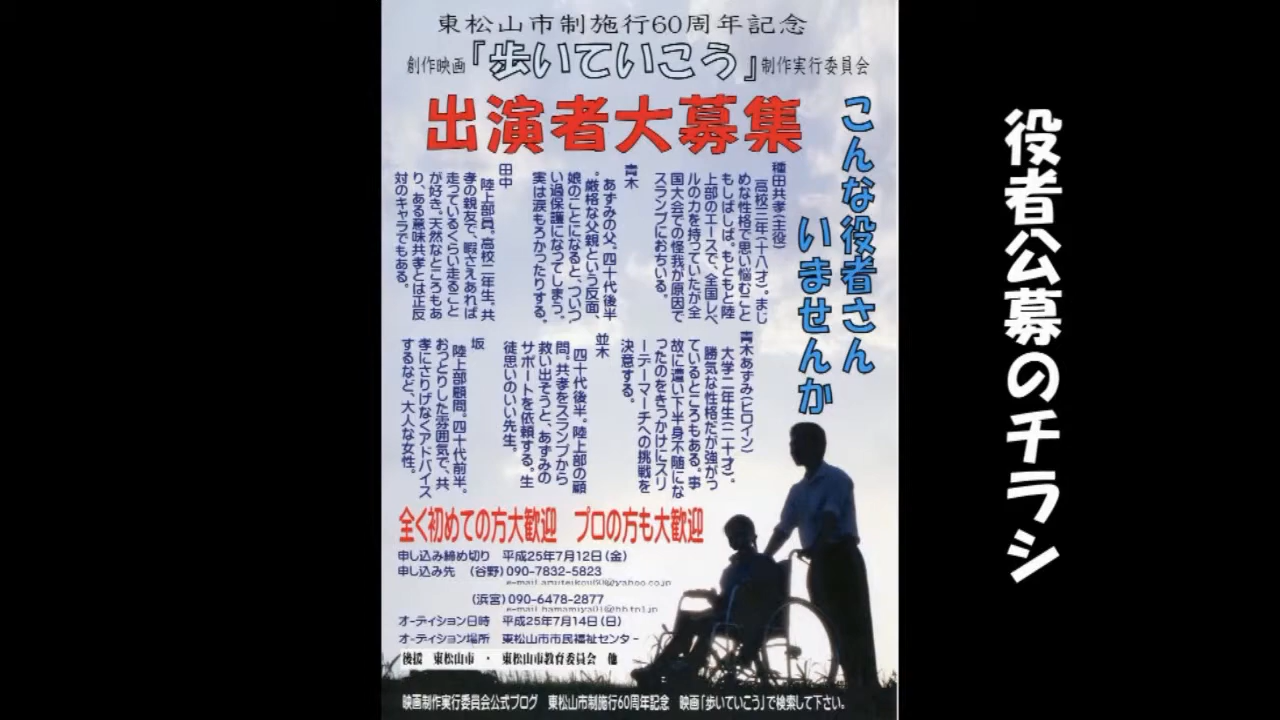 東松山市制施行60周年記念
創作映画『歩いていこう』制作実行委員会
出演者大募集
こんな役者さん
いませんか
種田共孝(主役)
高校三年(十八才)。まじ
めな性格で思い悩むこと
もしばしば。もともと陸
上部のエースで、全国レベ
ルの力を持っていたが全
国大会での怪我が原因で
スランプにおちいる。
青木
あずみの父。四十代後半
。厳格な父親という反面、
娘のことになると、ついつ
い過保護になってしまう。
実は涙もろかったりする。
田中
陸上部員。高校二年生。共
孝の親友で、暇さえあれば
走っているくらい走ること
が好き。天然なところもあ
り、ある意味共孝とは正反
対のキャラでもある。
青木あずみ(ヒロイン)
大学二年生(二十才)。
勝気な性格だが強がっ
ているところもある。事
故に遭い下半身不随にな
ったのをきっかけにスリ
ーデーマーチへの挑戦を
決意する。
並木
四十代後半。陸上部の顧
問。共孝をスランプから
救い出そうと、あずみの
サポートを依頼する。生
徒思いのいい先生。
坂
陸上部顧問。四十代前半。
おっとりした雰囲気で、共
孝にさりげなくアドバイス
するなど、大人な女性。
全く初めての方大歓迎 プロの方も大歓迎
申し込み締め切り 平成25年7月12日(金)
申し込み先 (谷野)090-7832-5823
e-mail.aruiteikou60@yahoo.co.jp
(浜宮)090-6478-2877
e-mail.hamamiya01@hb.tp1.jp
オーディション日時 平成25年7月14日(日)
オーディション場所 東松山市市民福祉センター
後援 東松山市 ・ 東松山市教育委員会 他
映画制作実行委員会公式ブログ 東松山市制施行60周年記念 映画「歩いていこう」で検索して下さい。
役者公募のチラシ